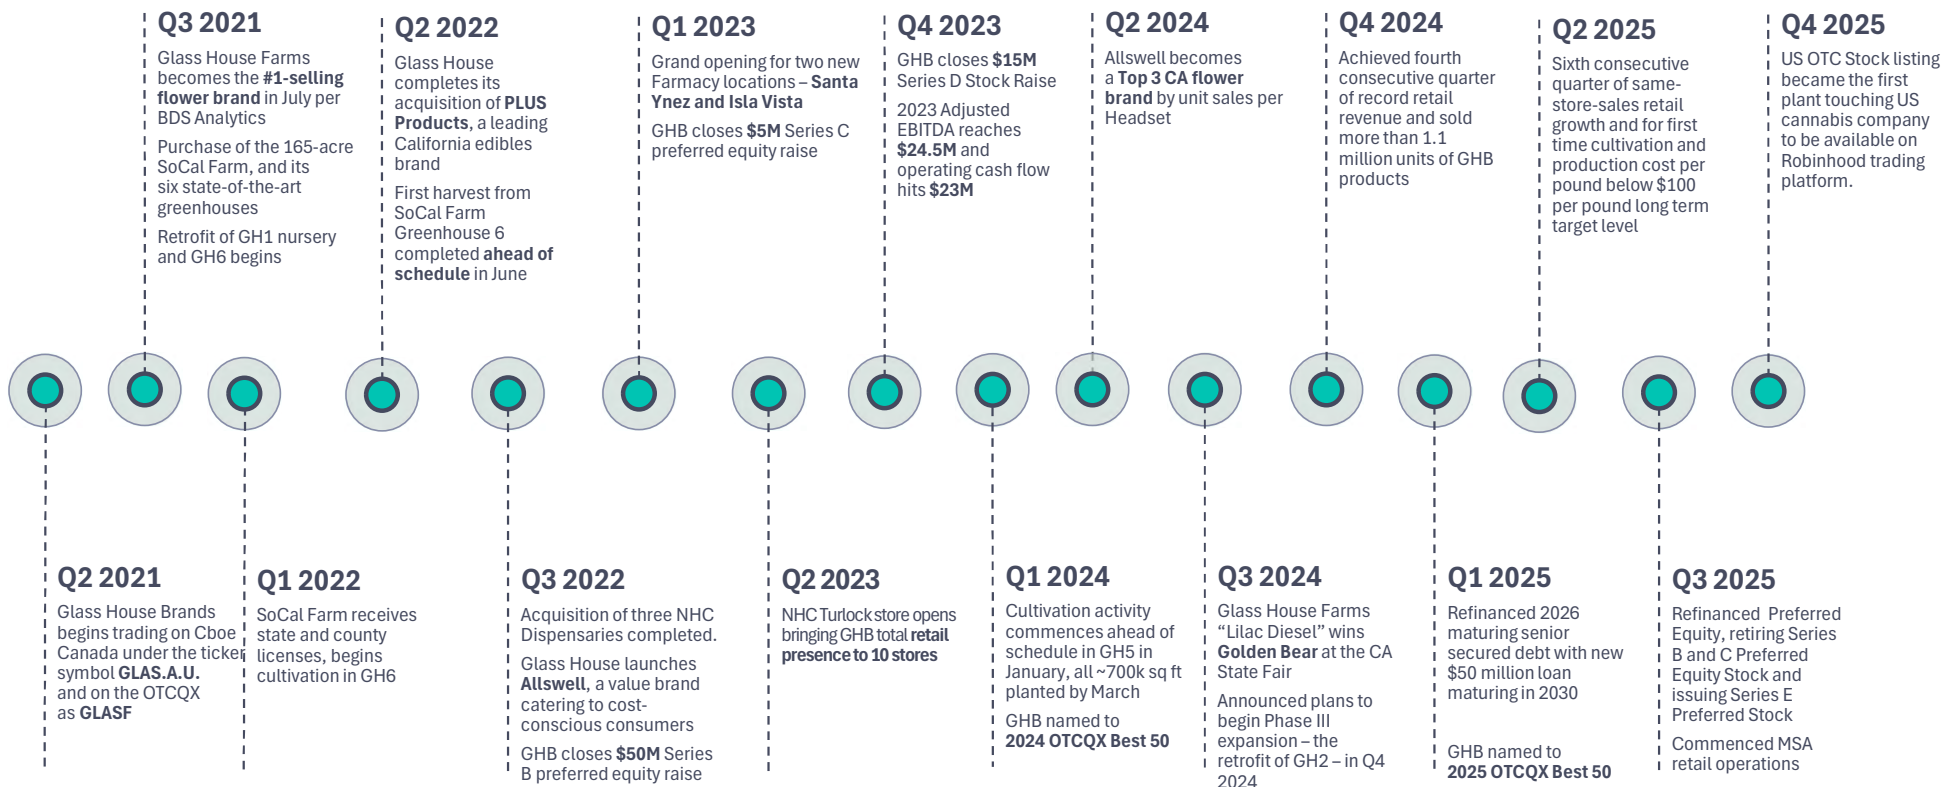 Q3 2021
Glass House Farms
becomes the #1-selling
flower brand in July per
BDS Analytics
Purchase of the 165-acre
SoCal Farm, and its
six state-of-the-art
greenhouses
Retrofit of GH1 nursery
and GH6 begins
Q2 2022
Glass House
completes its
acquisition of PLUS
Products, a leading
California edibles
brand
First harvest from
SoCal Farm
Greenhouse 6
completed ahead of
schedule in June
Q1 2023
Grand opening for two new
Farmacy locations – Santa
Ynez and Isla Vista
GHB closes $5M Series C
preferred equity raise
Q4 2023
GHB closes $15M
Series D Stock Raise
2023 Adjusted
EBITDA reaches
$24.5M and
operating cash flow
hits $23M
Q2 2024
Allswell becomes
a Top 3 CA flower
brand by unit sales per
Headset
Q4 2024
Achieved fourth
consecutive quarter
of record retail
revenue and sold
more than 1.1
million units of GHB
products
Q2 2025
Sixth consecutive
quarter of same-
store-sales retail
growth and for first
time cultivation and
production cost per
pound below $100
per pound long term
target level
Q4 2025
US OTC Stock listing
became the first
plant touching US
cannabis company
to be available on
Robinhood trading
platform.
Q2 2021
Glass House Brands
begins trading on Cboe
Canada under the ticker
symbol GLAS.A.U.
and on the OTCQX
as GLASF
Q1 2022
SoCal Farm receives
state and county
licenses, begins
cultivation in GH6
Q3 2022
Acquisition of three NHC
Dispensaries completed.
Glass House launches
Allswell, a value brand
catering to cost-
conscious consumers
GHB closes $50M Series
B preferred equity raise
Q2 2023
NHC Turlock store opens
bringing GHB total retail
presence to 10 stores
Q1 2024
Cultivation activity
commences ahead of
schedule in GH5 in
January, all ~700k sq ft
planted by March
GHB named to
2024 OTCQX Best 50
Q3 2024
Glass House Farms
“Lilac Diesel” wins
Golden Bear at the CA
State Fair
Announced plans to
begin Phase III
expansion – the
retrofit of GH2 – in Q4
2024
Q1 2025
Refinanced 2026
maturing senior
secured debt with new
$50 million loan
maturing in 2030
GHB named to
2025 OTCQX Best 50
Q3 2025
Refinanced Preferred
Equity, retiring Series
B and C Preferred
Equity Stock and
issuing Series E
Preferred Stock
Commenced MSA
retail operations